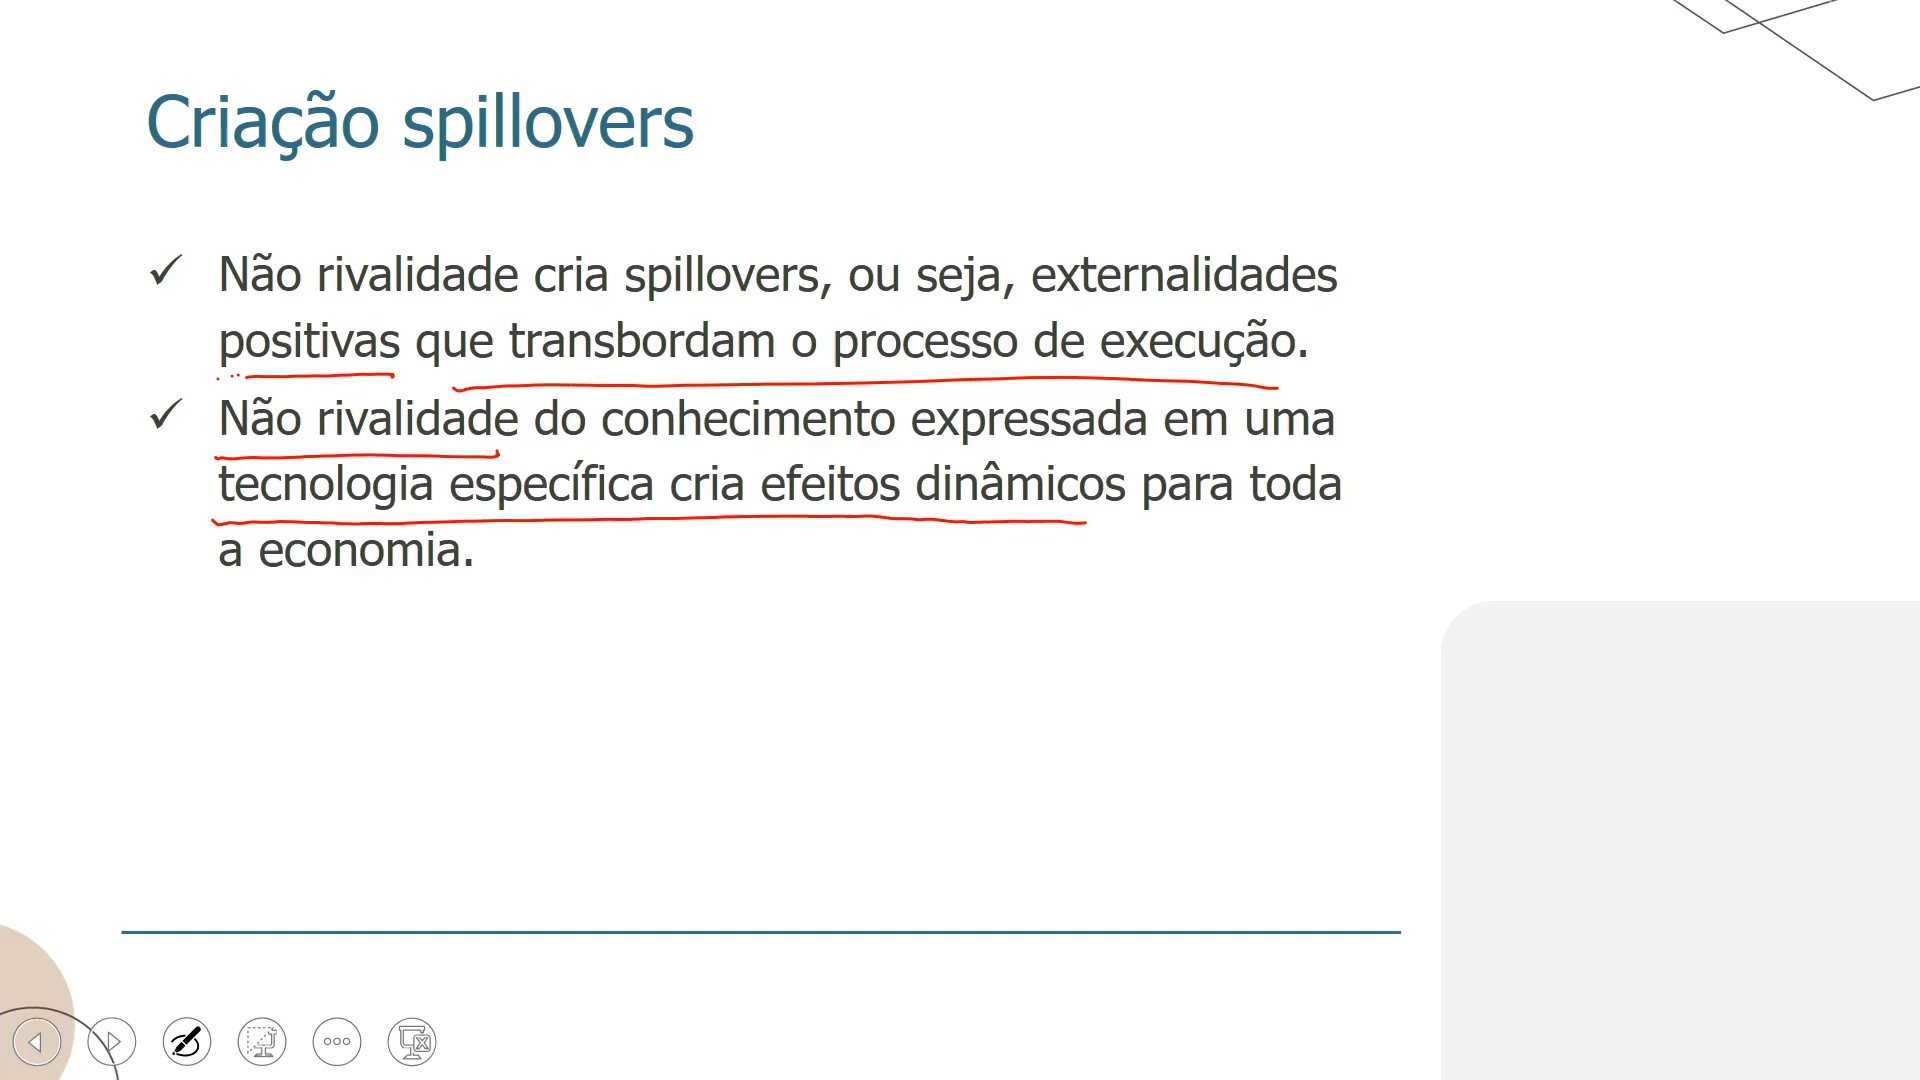 Criação spillovers
✓ Não rivalidade cria spillovers, ou seja, externalidades
positivas que transbordam o processo de execução.
✓ Não rivalidade do conhecimento expressada em uma
tecnologia específica cria efeitos dinâmicos para toda
a economia.